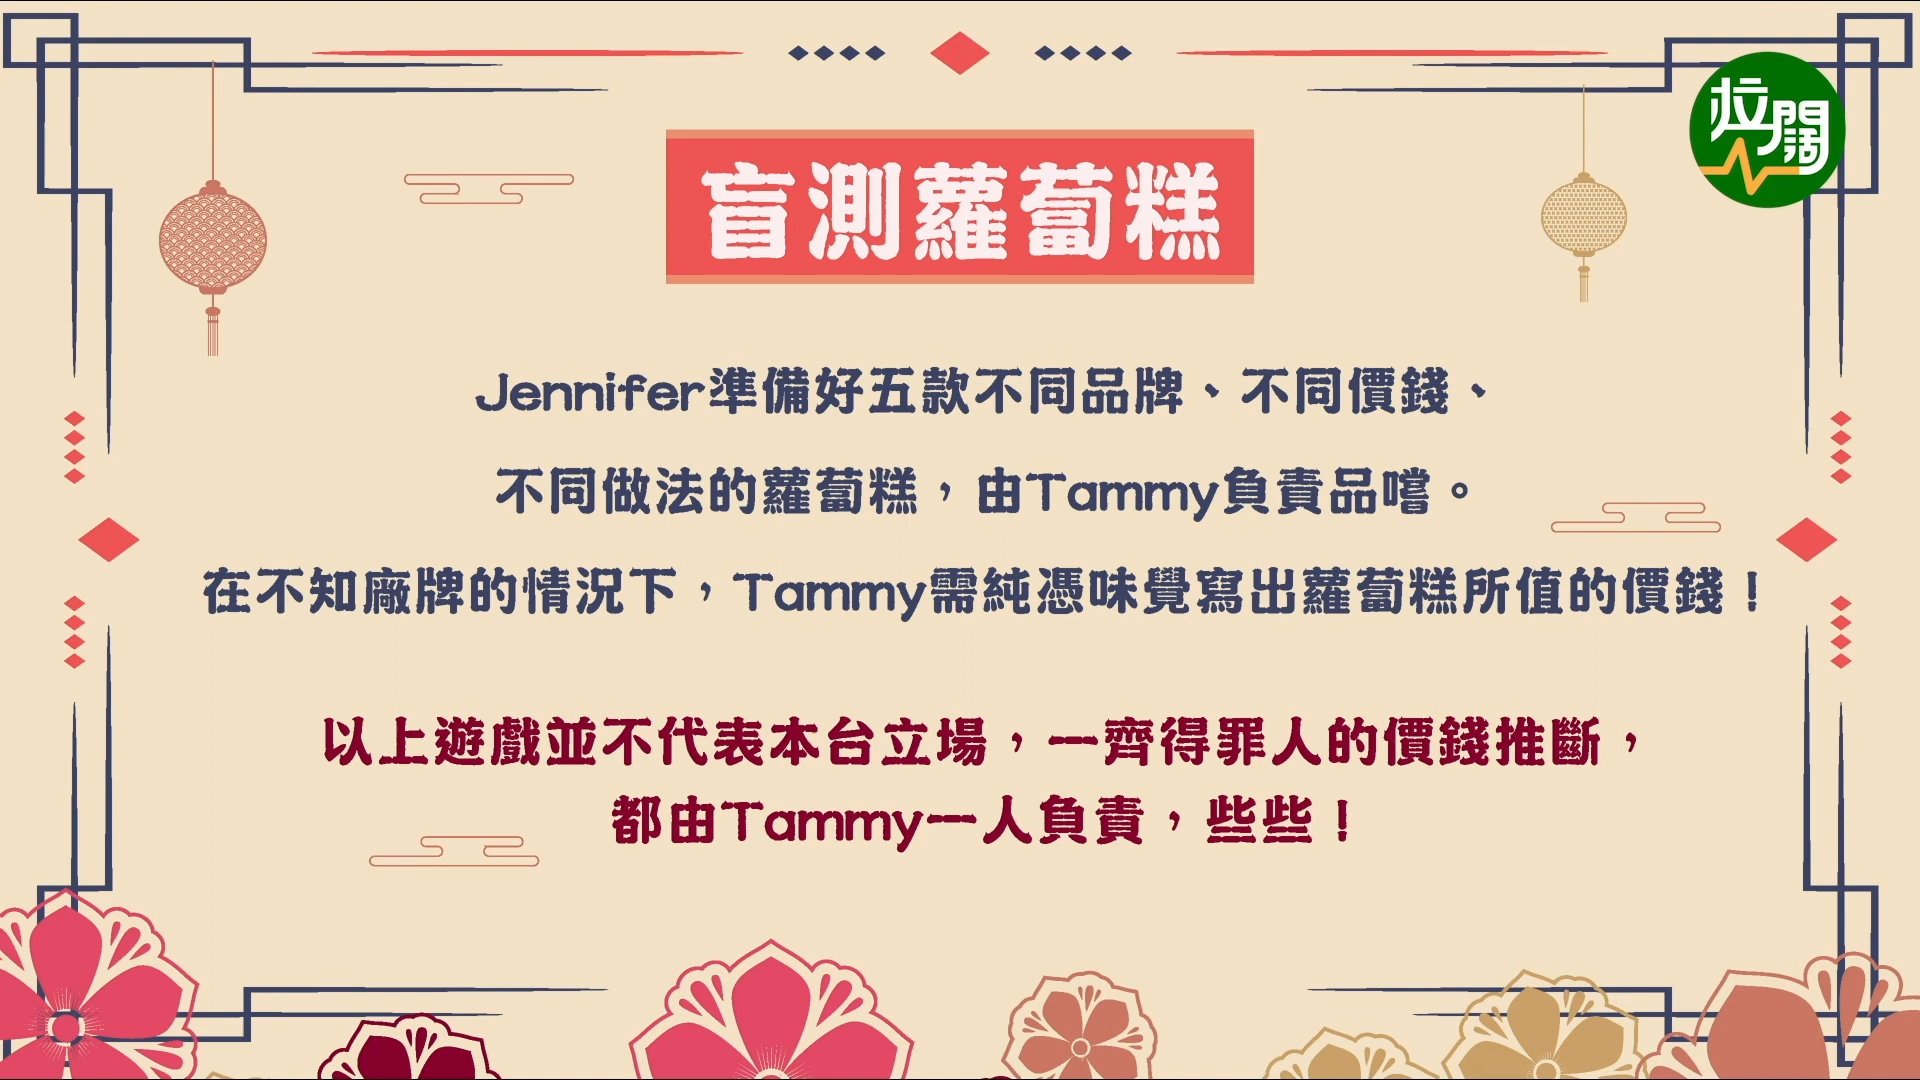 拉闊
盲測蘿蔔糕
Jennifer準備好五款不同品牌、不同價錢、
不同做法的蘿蔔糕，由Tammy負責品嚐。
在不知廠牌的情況下，Tammy需純憑味覺寫出蘿蔔糕所值的價錢！
以上遊戲並不代表本台立場，一齊得罪人的價錢推斷，
都由Tammy一人負責，些些！